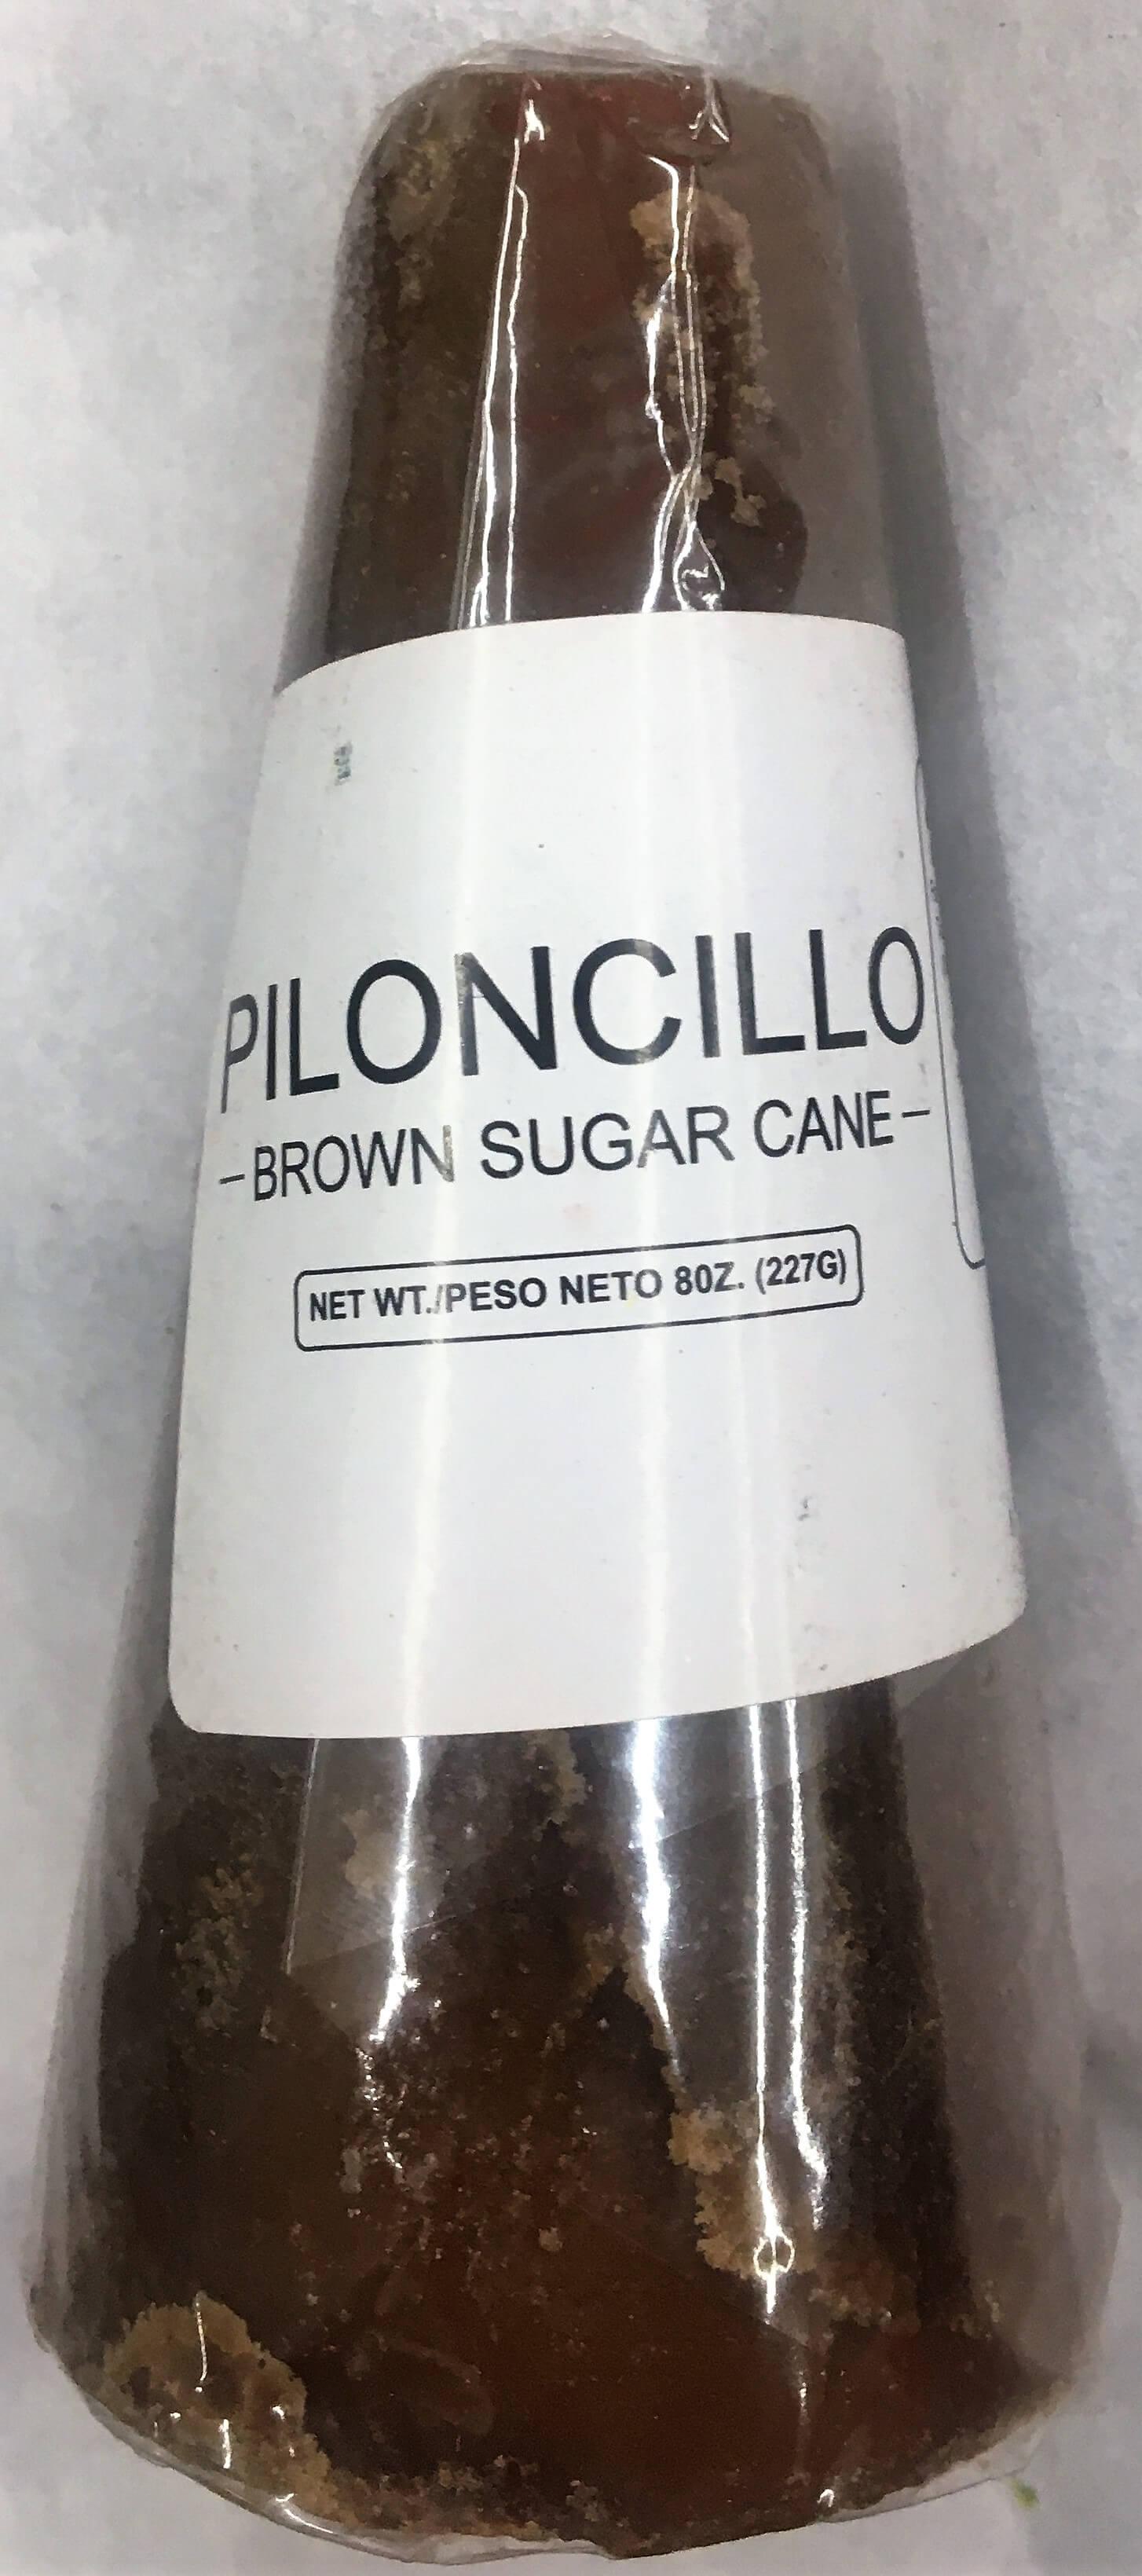 PILONCILLO
–BROWN SUGAR CANE–
NET WT./PESO NETO 8OZ. (227G)